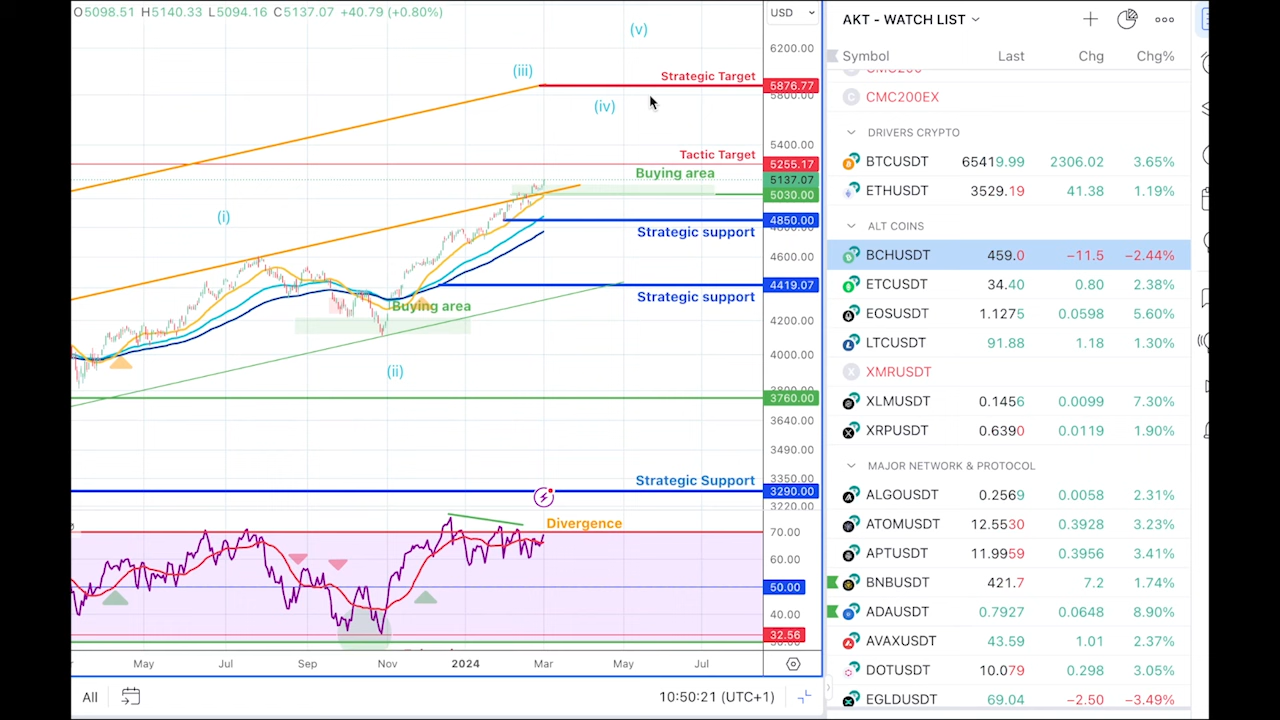 O5098.51 H5140.33 L5094.16 C5137.07 +40.79 (+0.80%)
USD
(v)
6200.00
(iii)
Strategic Target
5876.77
5800.00
(iv)
5400.00
Tactic Target
5255.17
Buying area
5137.07
5030.00
(i)
4850.00
Strategic support
4800.00
4600.00
4419.07
Strategic support
Buying area
4200.00
4000.00
(ii)
3800.00
3760.00
3640.00
3490.00
3350.00
Strategic Support
3290.00
3220.00
Divergence
70.00
60.00
50.00
40.00
32.56
May Jul Sep Nov 2024 Mar May Jul
All
10:50:21 (UTC+1)
AKT - WATCH LIST
Symbol Last Chg Chg%
CMC200
CMC200EX
DRIVERS CRYPTO
BTCUSDT 65419.99 2306.02 3.65%
ETHUSDT 3529.19 41.38 1.19%
ALT COINS
BCHUSDT 459.0 −11.5 −2.44%
ETCUSDT 34.40 0.80 2.38%
EOSUSDT 1.1275 0.0598 5.60%
LTCUSDT 91.88 1.18 1.30%
XMRUSDT
XLMUSDT 0.1456 0.0099 7.30%
XRPUSDT 0.6390 0.0119 1.90%
MAJOR NETWORK & PROTOCOL
ALGOUSDT 0.2569 0.0058 2.31%
ATOMUSDT 12.5530 0.3928 3.23%
APTUSDT 11.9959 0.3956 3.41%
BNBUSDT 421.7 7.2 1.74%
ADAUSDT 0.7927 0.0648 8.90%
AVAXUSDT 43.59 1.01 2.37%
DOTUSDT 10.079 0.298 3.05%
EGLDUSDT 69.04 −2.50 −3.49%